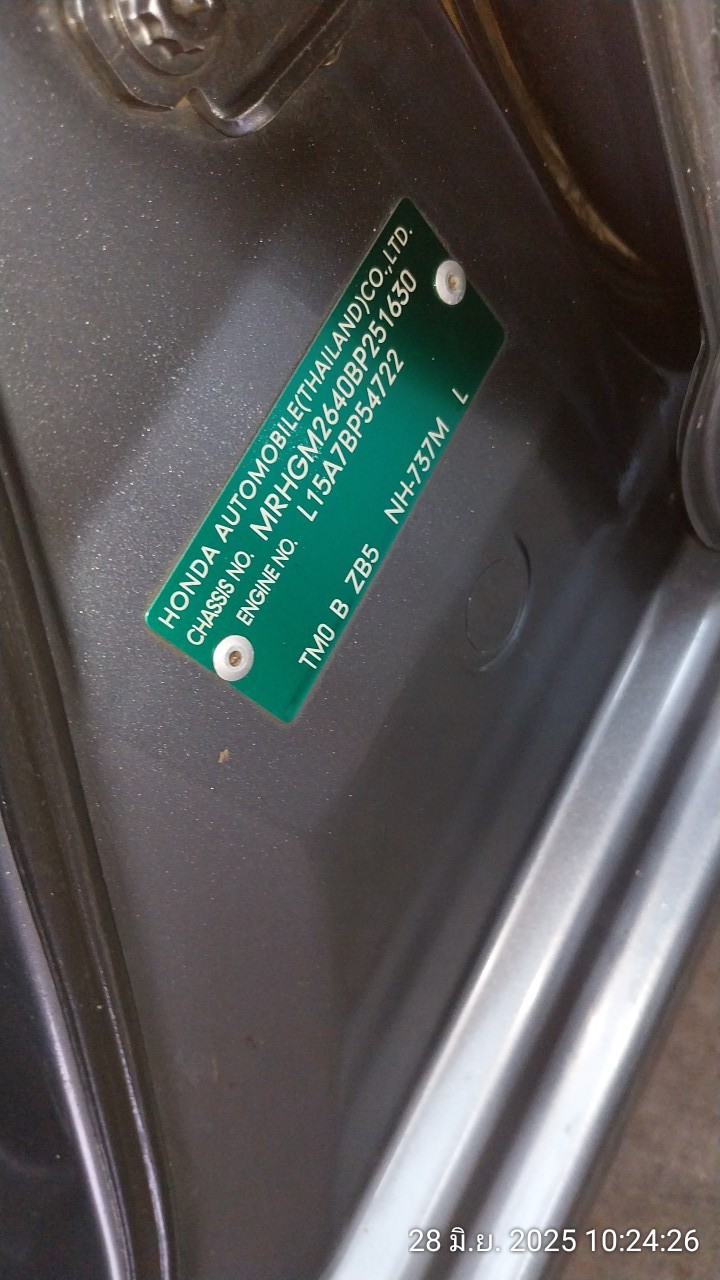 HONDA AUTOMOBILE(THAILAND)CO.,LTD.
CHASSIS NO. MRHGM2640BP251630
ENGINE NO. L15A7BP54722
TM0 B ZB5 NH-737M L
28 มิ.ย. 2025 10:24:26